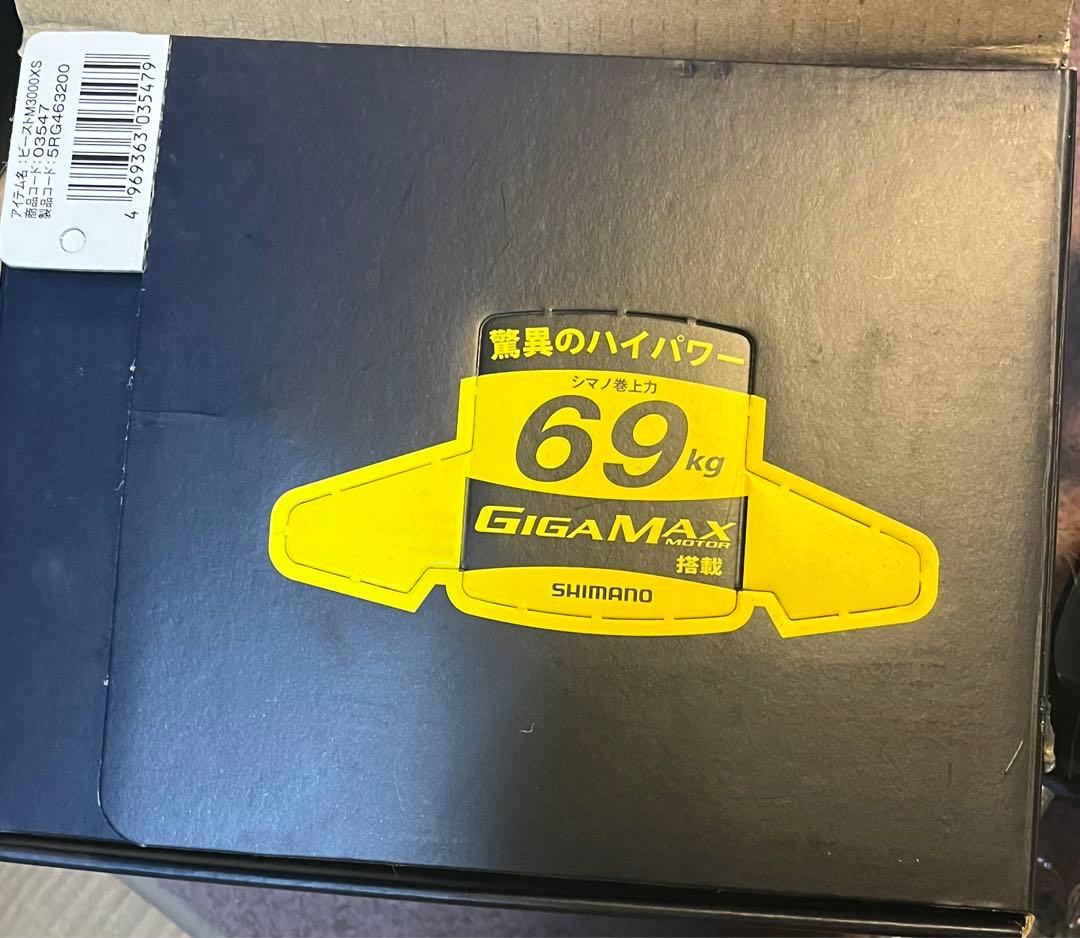 アイテム名:ビーストM3000XS
商品コード:03547
製品コード:5RG463200
4 969363 035479
驚異のハイパワー
シマノ巻上力
69kg
GIGAMAX
MOTOR
搭載
SHIMANO